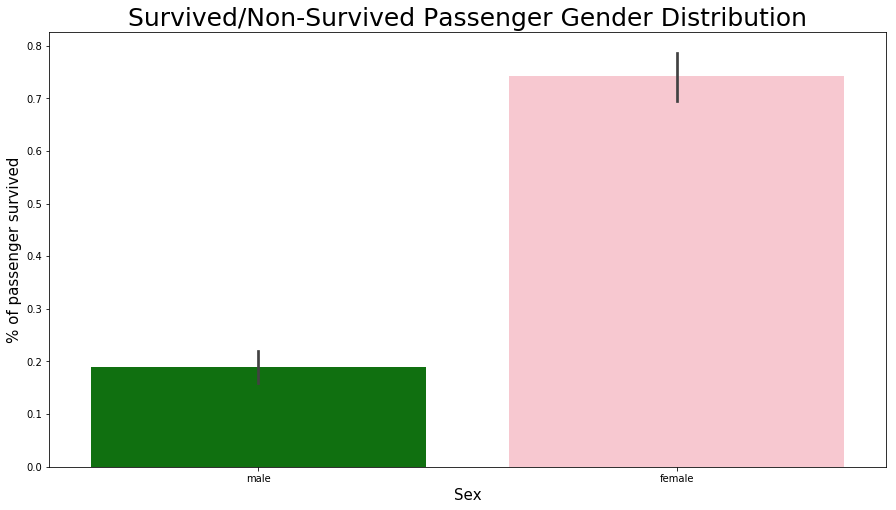 Survived/Non-Survived Passenger Gender Distribution
% of passenger survived
0.8
0.7
0.6
0.5
0.4
0.3
0.2
0.1
0.0
male
female
Sex